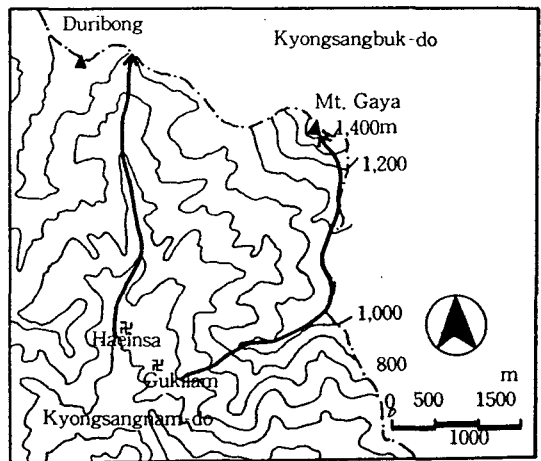 Duribong
Kyongsangbuk-do
Mt. Gaya
1,400m
1,200
Haeinsa
1,000
Gukilam
800
m
0 500 1500
1000
Kyongsangnam-do